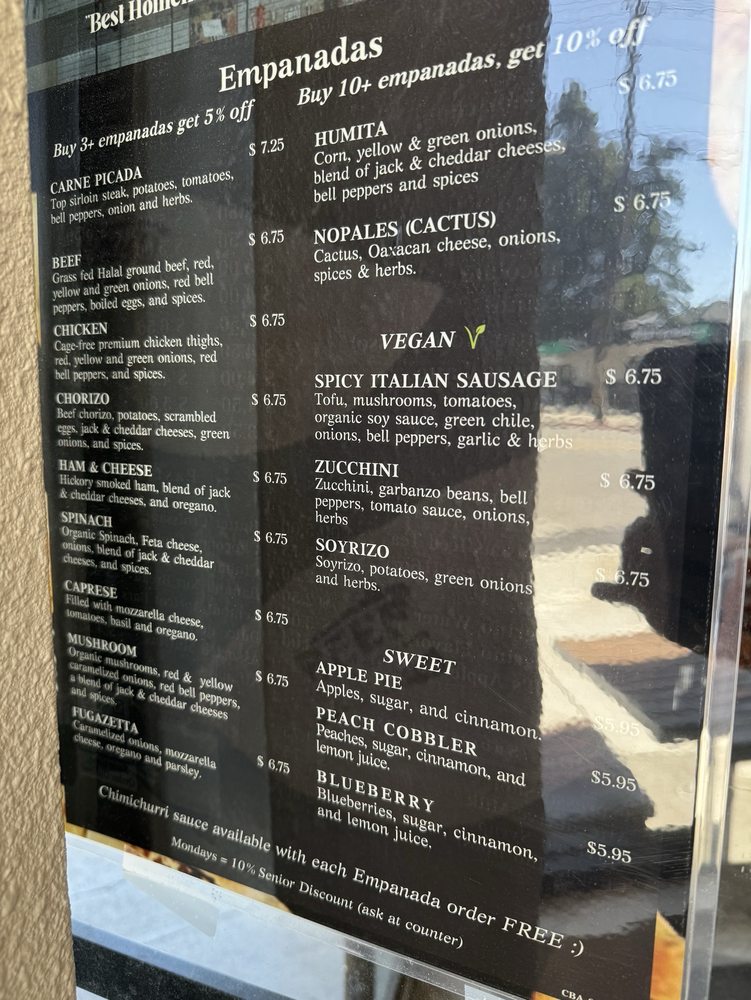 "Best
Empanadas
Buy 3+ empanadas get 5% off
Buy 10+ empanadas, get 10% off
CARNE PICADA $ 7.25
Top sirloin steak, potatoes, tomatoes,
bell peppers, onion and herbs.
BEEF $ 6.75
Grass fed Halal ground beef, red,
yellow and green onions, red bell
peppers, boiled eggs, and spices.
CHICKEN $ 6.75
Cage-free premium chicken thighs,
red, yellow and green onions, red
bell peppers, and spices.
CHORIZO $ 6.75
Beef chorizo, potatoes, scrambled
eggs, jack & cheddar cheeses, green
onions, and spices.
HAM & CHEESE $ 6.75
Hickory smoked ham, blend of jack
& cheddar cheeses, and oregano.
SPINACH $ 6.75
Organic Spinach, Feta cheese,
onions, blend of jack & cheddar
cheeses, and spices.
CAPRESE $ 6.75
Filled with mozzarella cheese,
tomatoes, basil and oregano.
MUSHROOM $ 6.75
Organic mushrooms, red & yellow
caramelized onions, red bell peppers,
a blend of jack & cheddar cheeses
and spices.
FUGAZETTA $ 6.75
Caramelized onions, mozzarella
cheese, oregano and parsley.
HUMITA $ 6.75
Corn, yellow & green onions,
blend of jack & cheddar cheeses,
bell peppers and spices
NOPALES (CACTUS) $ 6.75
Cactus, Oaxacan cheese, onions,
spices & herbs.
VEGAN
SPICY ITALIAN SAUSAGE $ 6.75
Tofu, mushrooms, tomatoes,
organic soy sauce, green chile,
onions, bell peppers, garlic & herbs
ZUCCHINI $ 6.75
Zucchini, garbanzo beans, bell
peppers, tomato sauce, onions,
herbs
SOYRIZO $ 6.75
Soyrizo, potatoes, green onions
and herbs.
SWEET
APPLE PIE $5.95
Apples, sugar, and cinnamon.
PEACH COBBLER $5.95
Peaches, sugar, cinnamon, and
lemon juice.
BLUEBERRY $5.95
Blueberries, sugar, cinnamon,
and lemon juice.
Chimichurri sauce available with each Empanada order FREE :)
Mondays = 10% Senior Discount (ask at counter)